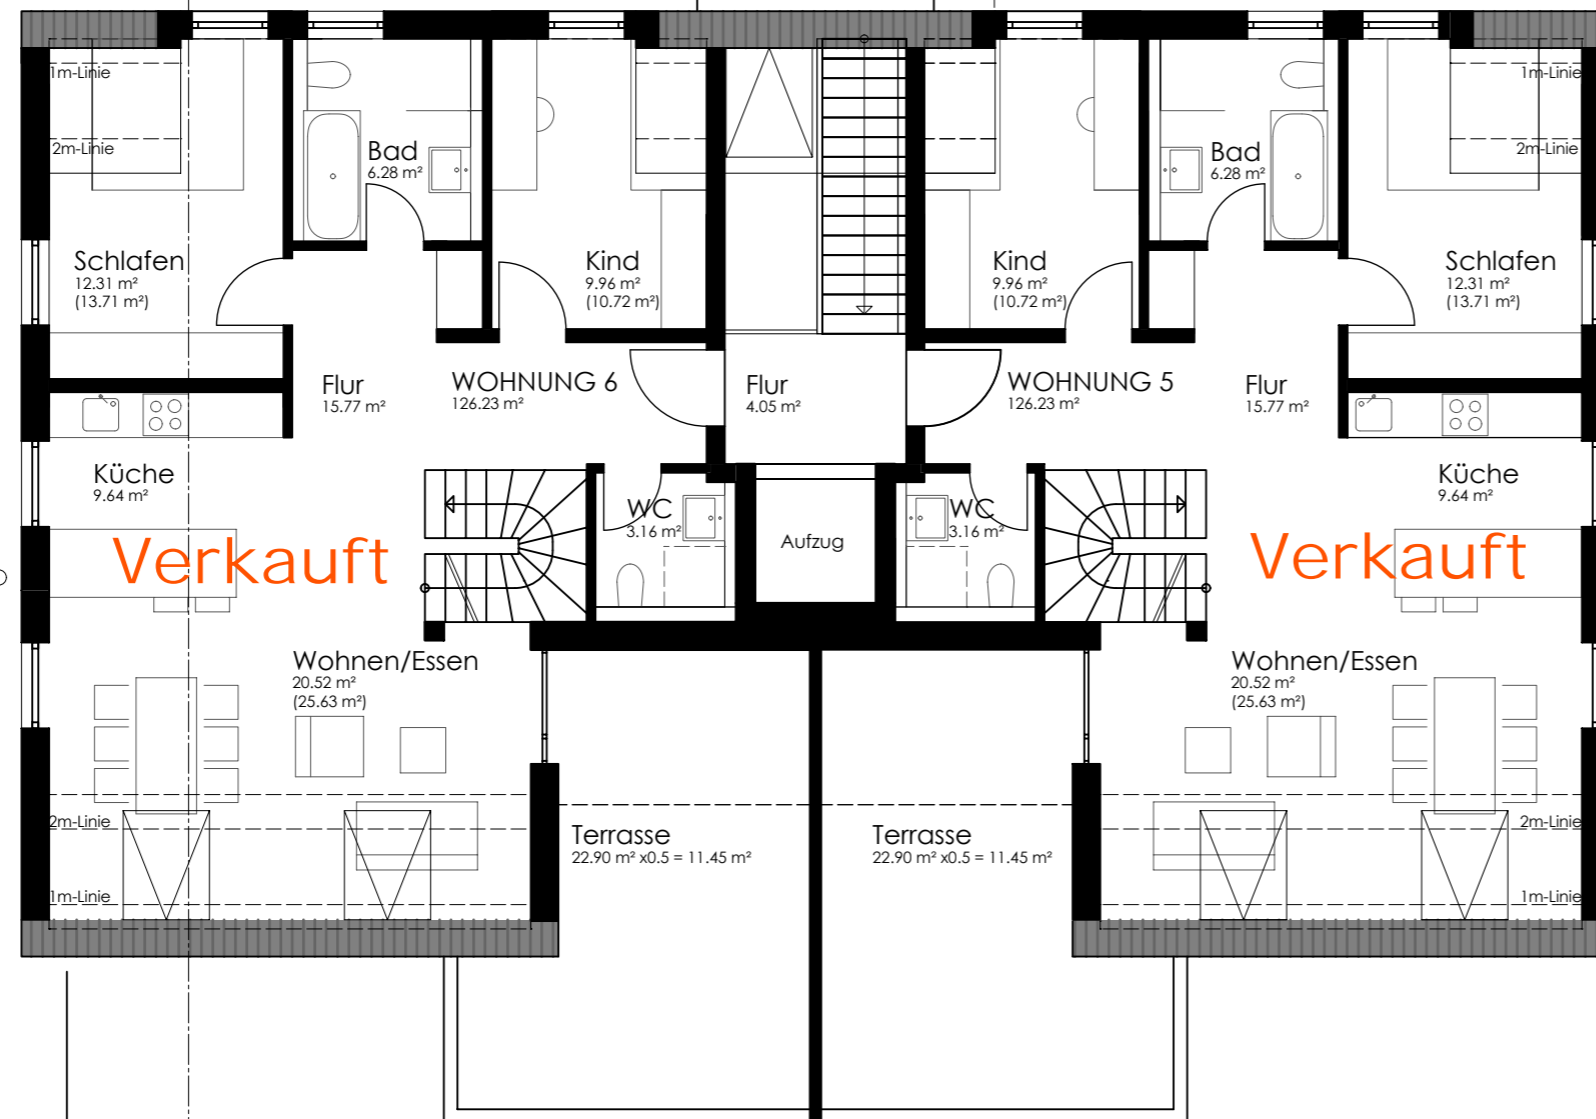 1m-Linie
2m-Linie
Schlafen
12.31 m²
(13.71 m²)
Bad
6.28 m²
Kind
9.96 m²
(10.72 m²)
Kind
9.96 m²
(10.72 m²)
Bad
6.28 m²
1m-Linie
2m-Linie
Schlafen
12.31 m²
(13.71 m²)
Flur
15.77 m²
WOHNUNG 6
126.23 m²
Flur
4.05 m²
WOHNUNG 5
126.23 m²
Flur
15.77 m²
Küche
9.64 m²
WC
3.16 m²
Aufzug
WC
3.16 m²
Küche
9.64 m²
Verkauft
Verkauft
Wohnen/Essen
20.52 m²
(25.63 m²)
Wohnen/Essen
20.52 m²
(25.63 m²)
2m-Linie
1m-Linie
Terrasse
22.90 m² x0.5 = 11.45 m²
Terrasse
22.90 m² x0.5 = 11.45 m²
2m-Linie
1m-Linie